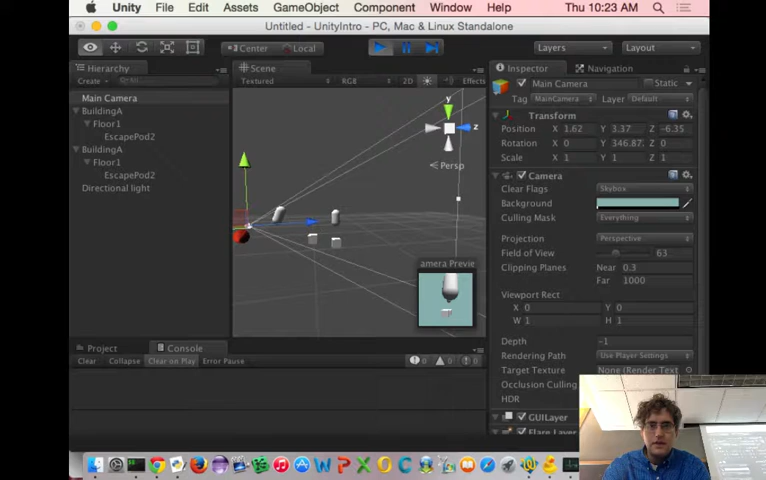 Unity File Edit Assets GameObject Component Window Help Thu 10:23 AM
Untitled - UnityIntro - PC, Mac & Linux Standalone
Center Local Layers Layout
Hierarchy
Create
Main Camera
BuildingA
Floor1
EscapePod2
BuildingA
Floor1
EscapePod2
Directional light
Scene
Textured RGB 2D Effects
y
z
Persp
amera Previe
Inspector Navigation
Main Camera Static
Tag MainCamera Layer Default
Transform
Position X 1.62 Y 3.37 Z -6.35
Rotation X 0 Y 346.87 Z 0
Scale X 1 Y 1 Z 1
Camera
Clear Flags Skybox
Background
Culling Mask Everything
Projection Perspective
Field of View 63
Clipping Planes Near 0.3
Far 1000
Viewport Rect
X 0 Y 0
W 1 H 1
Depth -1
Rendering Path Use Player Settings
Target Texture None (Render Text
Occlusion Culling
HDR
GUILayer
Flare Layer
Project Console
Clear Collapse Clear on Play Error Pause 0 0 0